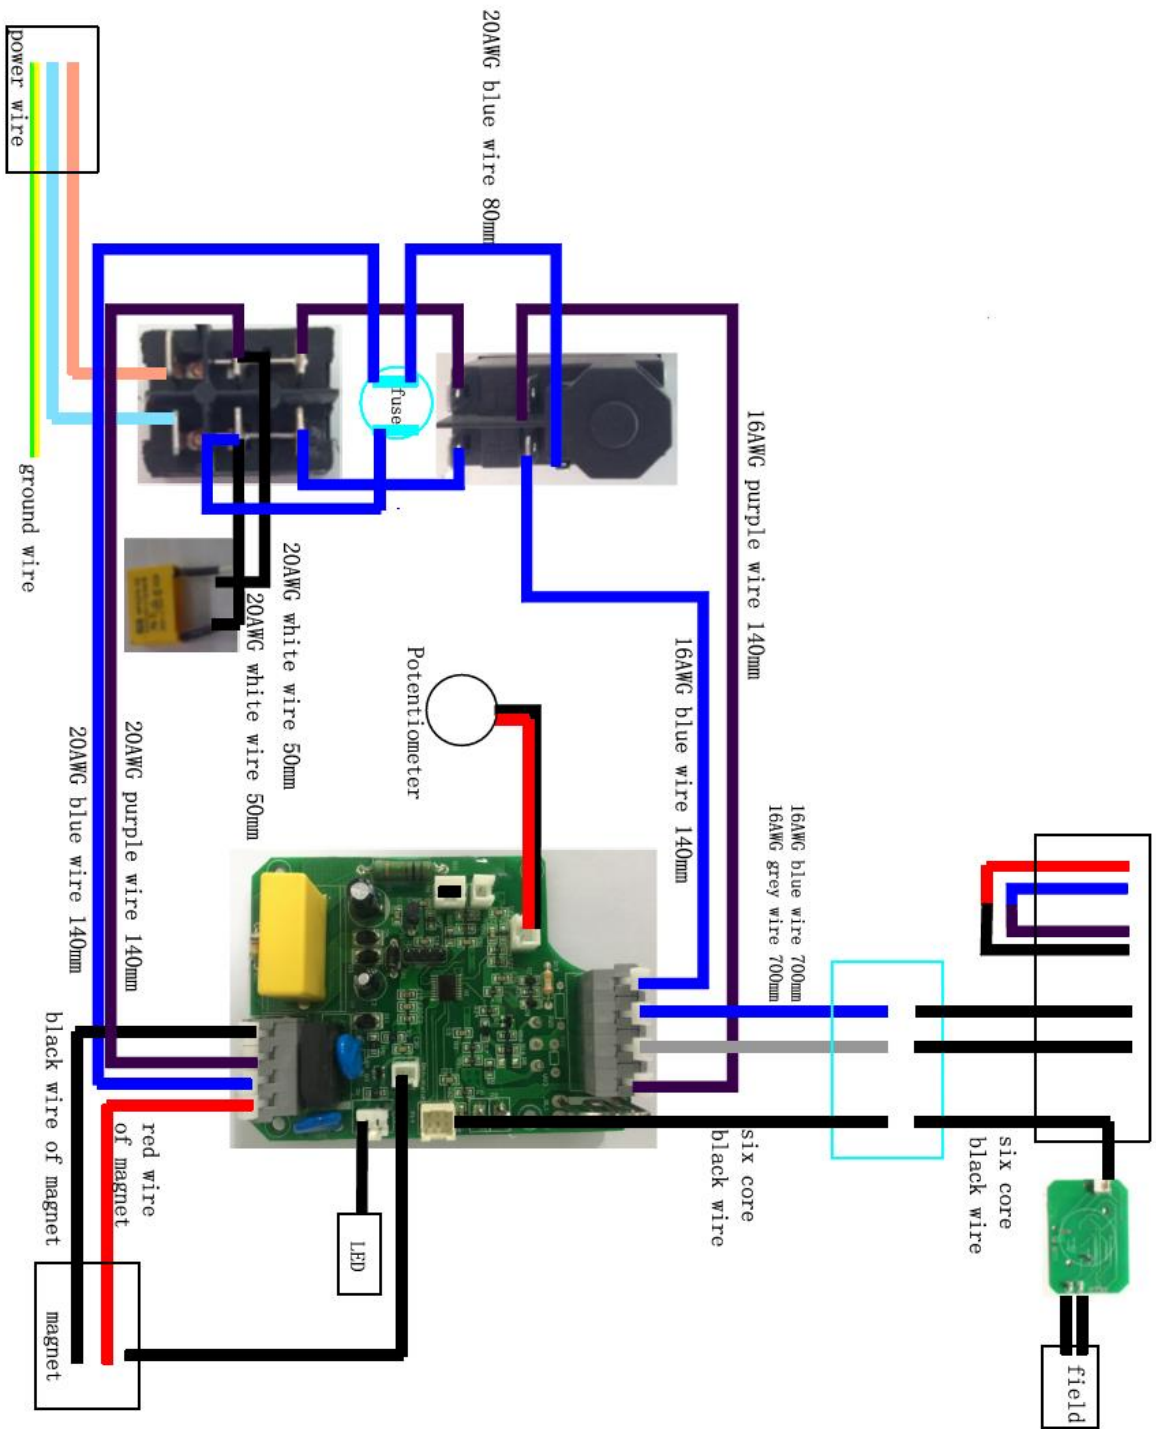 power wire
20AWG blue wire 80mm
fuse
ground wire
16AWG purple wire 140mm
20AWG white wire 50mm
20AWG white wire 50mm
16AWG blue wire 140mm
Potentiometer
20AWG purple wire 140mm
20AWG blue wire 140mm
16AWG blue wire 700mm
16AWG grey wire 700mm
black wire of magnet
red wire
of magnet
six core
black wire
six core
black wire
LED
magnet
field